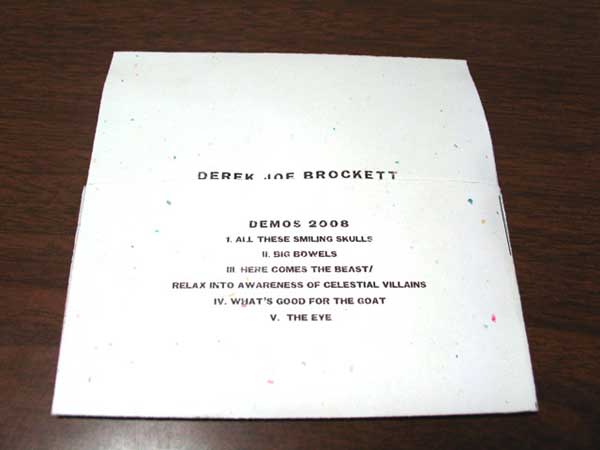 DEREK JOE BROCKETT
DEMOS 2008
I. ALL THESE SMILING SKULLS
II. BIG BOWELS
III HERE COMES THE BEAST/
RELAX INTO AWARENESS OF CELESTIAL VILLAINS
IV. WHAT'S GOOD FOR THE GOAT
V. THE EYE